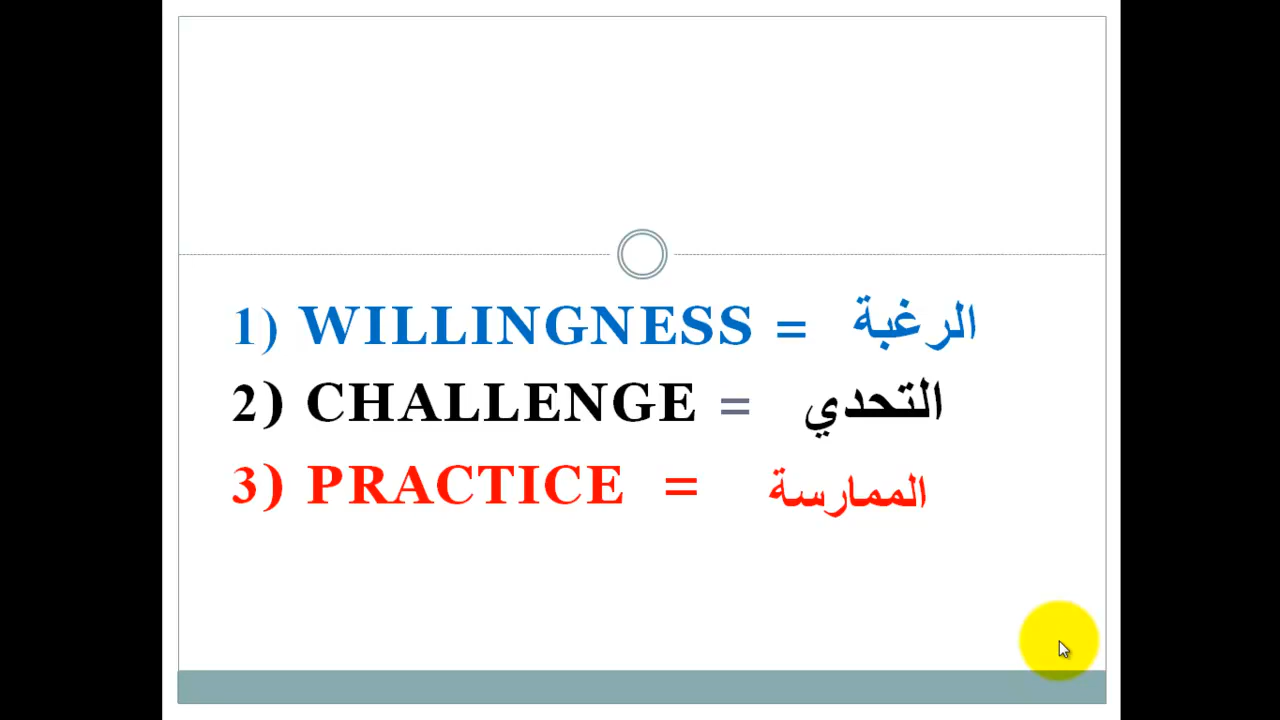 1) WILLINGNESS = الرغبة
2) CHALLENGE = التحدي
3) PRACTICE = الممارسة